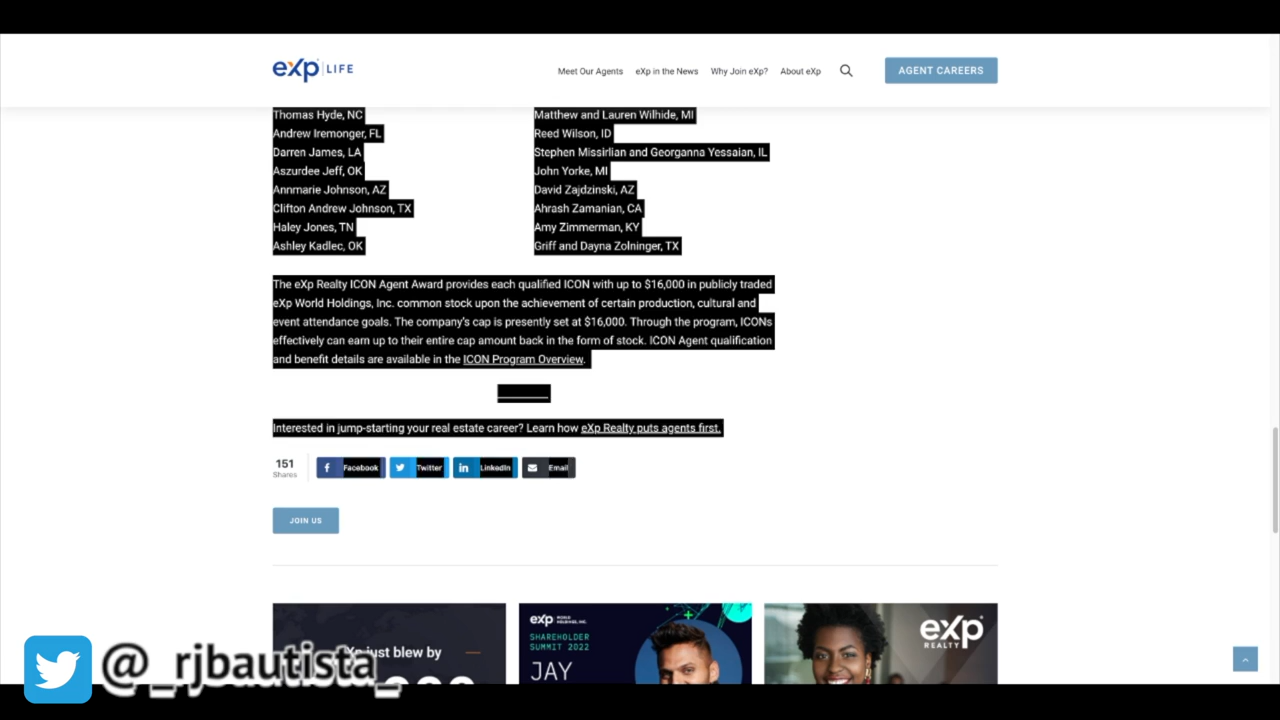 eXp LIFE
Meet Our Agents eXp in the News Why Join eXp? About eXp
AGENT CAREERS
Thomas Hyde, NC
Andrew Iremonger, FL
Darren James, LA
Aszurdee Jeff, OK
Annmarie Johnson, AZ
Clifton Andrew Johnson, TX
Haley Jones, TN
Ashley Kadlec, OK
Matthew and Lauren Wilhide, MI
Reed Wilson, ID
Stephen Missirlian and Georganna Yessaian, IL
John Yorke, MI
David Zajdzinski, AZ
Ahrash Zamanian, CA
Amy Zimmerman, KY
Griff and Dayna Zolninger, TX
The eXp Realty ICON Agent Award provides each qualified ICON with up to $16,000 in publicly traded
eXp World Holdings, Inc. common stock upon the achievement of certain production, cultural and
event attendance goals. The company's cap is presently set at $16,000. Through the program, ICONs
effectively can earn up to their entire cap amount back in the form of stock. ICON Agent qualification
and benefit details are available in the ICON Program Overview.
Interested in jump-starting your real estate career? Learn how eXp Realty puts agents first.
151
Shares
Facebook Twitter LinkedIn Email
JOIN US
just blew by
eXp WORLD HOLDINGS, INC.
SHAREHOLDER
SUMMIT 2022
JAY
eXp
REALTY
@_rjbautista_